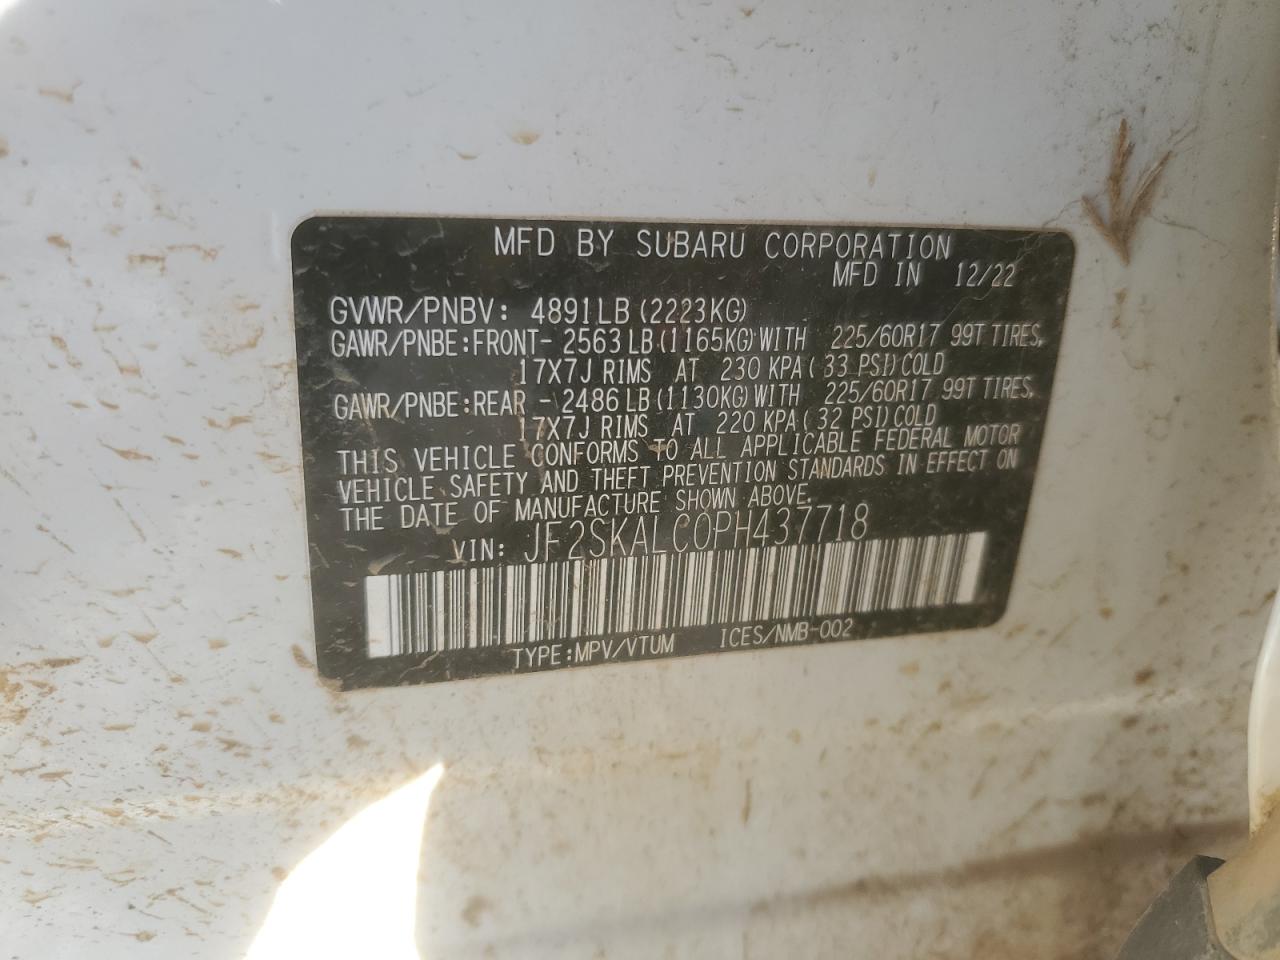 MFD BY SUBARU CORPORATION
MFD IN 12/22
GVWR/PNBV: 4891LB (2223KG)
GAWR/PNBE:FRONT- 2563 LB (1165KG) WITH 225/60R17 99T TIRES,
17X7J RIMS AT 230 KPA ( 33 PSI) COLD
GAWR/PNBE:REAR - 2486 LB (1130KG) WITH 225/60R17 99T TIRES,
17X7J RIMS AT 220 KPA ( 32 PSI) COLD
THIS VEHICLE CONFORMS TO ALL APPLICABLE FEDERAL MOTOR
VEHICLE SAFETY AND THEFT PREVENTION STANDARDS IN EFFECT ON
THE DATE OF MANUFACTURE SHOWN ABOVE.
VIN: JF2SKALC0PH437718
TYPE:MPV/VTUM ICES/NMB-002